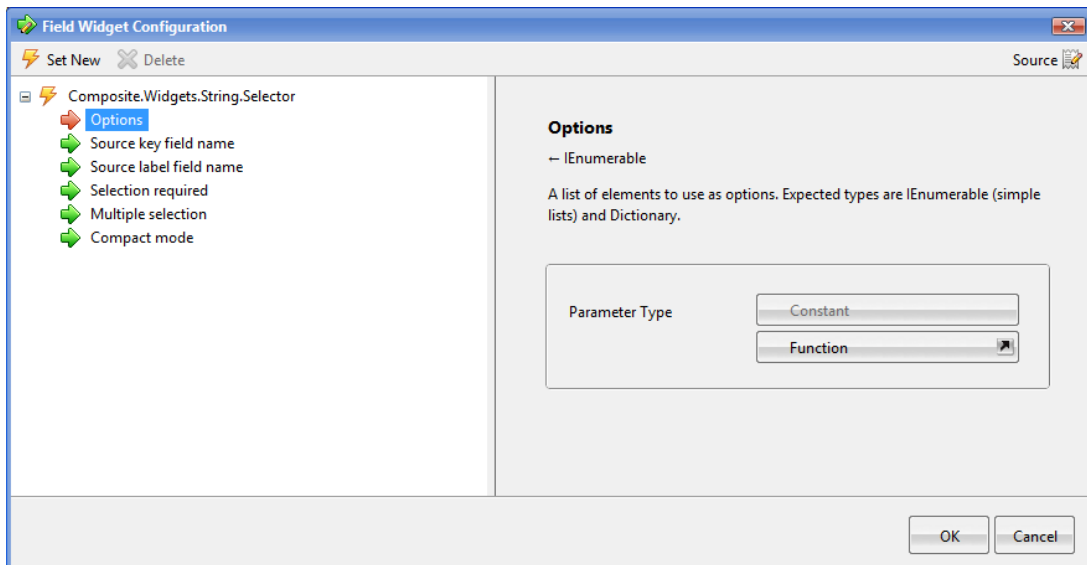 Field Widget Configuration
Set New Delete Source
Composite.Widgets.String.Selector
Options
Source key field name
Source label field name
Selection required
Multiple selection
Compact mode
Options
← IEnumerable
A list of elements to use as options. Expected types are IEnumerable (simple
lists) and Dictionary.
Parameter Type
Constant
Function
OK Cancel